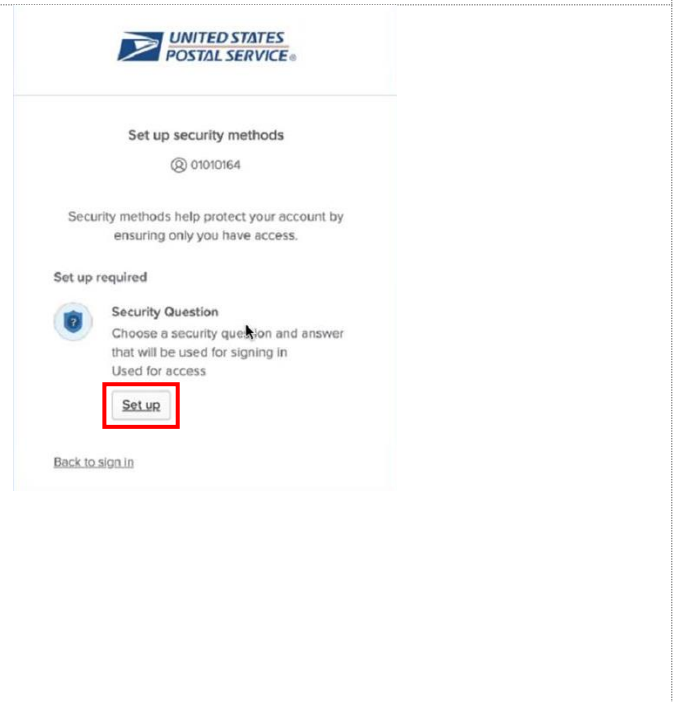 UNITED STATES
POSTAL SERVICE®
Set up security methods
01010164
Security methods help protect your account by
ensuring only you have access.
Set up required
Security Question
Choose a security question and answer
that will be used for signing in
Used for access
Set up
Back to sign in